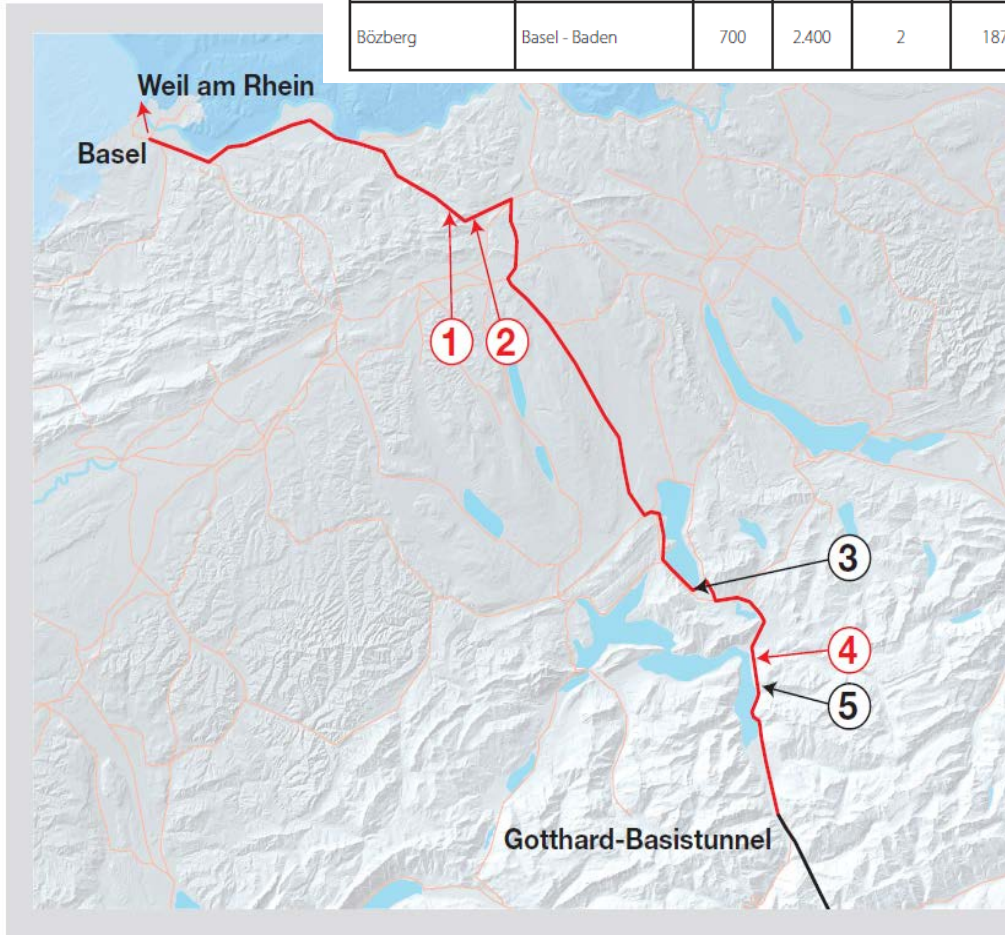 Bözberg Basel - Baden 700 2.400 2 187
Weil am Rhein
Basel
1 2
3
4
5
Gotthard-Basistunnel